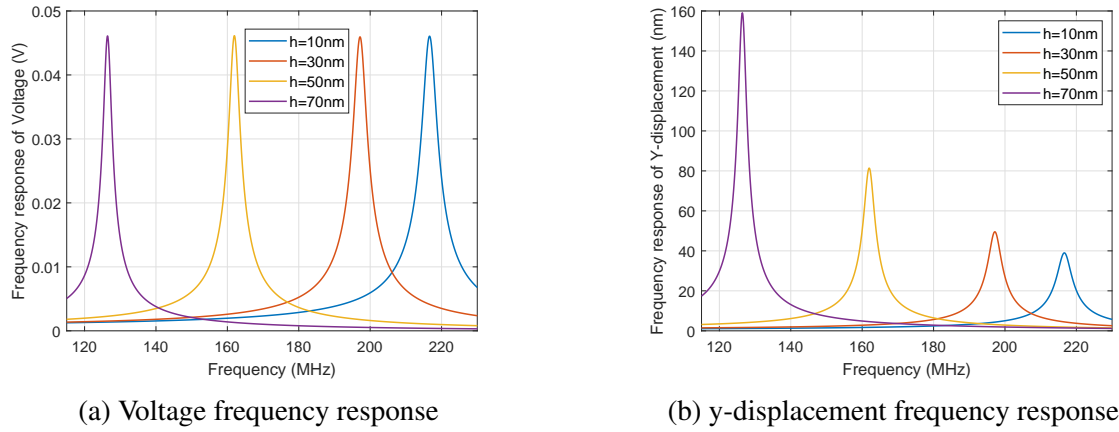 Frequency response of Voltage (V)
0.05
0.04
0.03
0.02
0.01
0
h=10nm
h=30nm
h=50nm
h=70nm
120 140 160 180 200 220
Frequency (MHz)
(a) Voltage frequency response
Frequency response of Y-displacement (nm)
160
140
120
100
80
60
40
20
0
h=10nm
h=30nm
h=50nm
h=70nm
120 140 160 180 200 220
Frequency (MHz)
(b) y-displacement frequency response